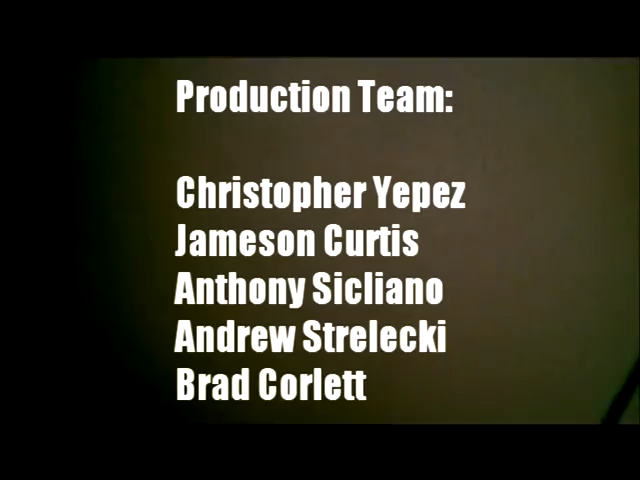 Production Team:
Christopher Yepez
Jameson Curtis
Anthony Sicliano
Andrew Strelecki
Brad Corlett